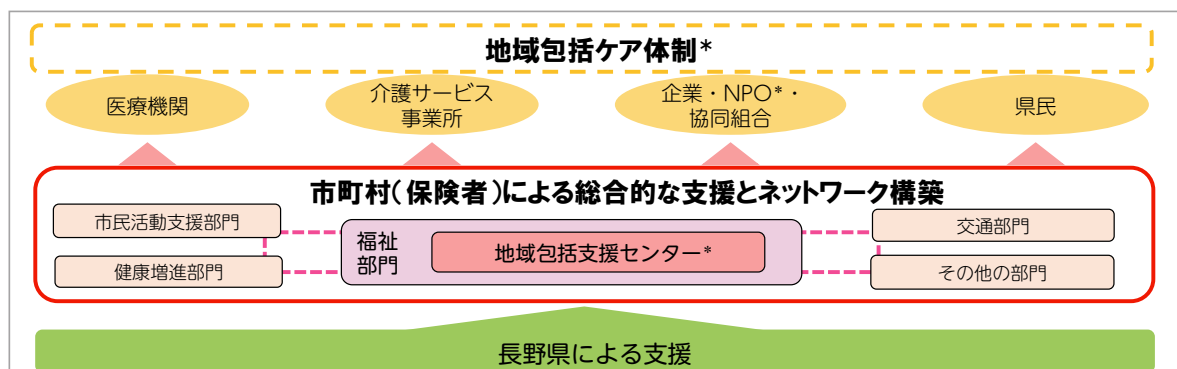 地域包括ケア体制*
医療機関
介護サービス
事業所
企業・NPO*・
協同組合
県民
市町村(保険者)による総合的な支援とネットワーク構築
市民活動支援部門
健康増進部門
福祉
部門
地域包括支援センター*
交通部門
その他の部門
長野県による支援